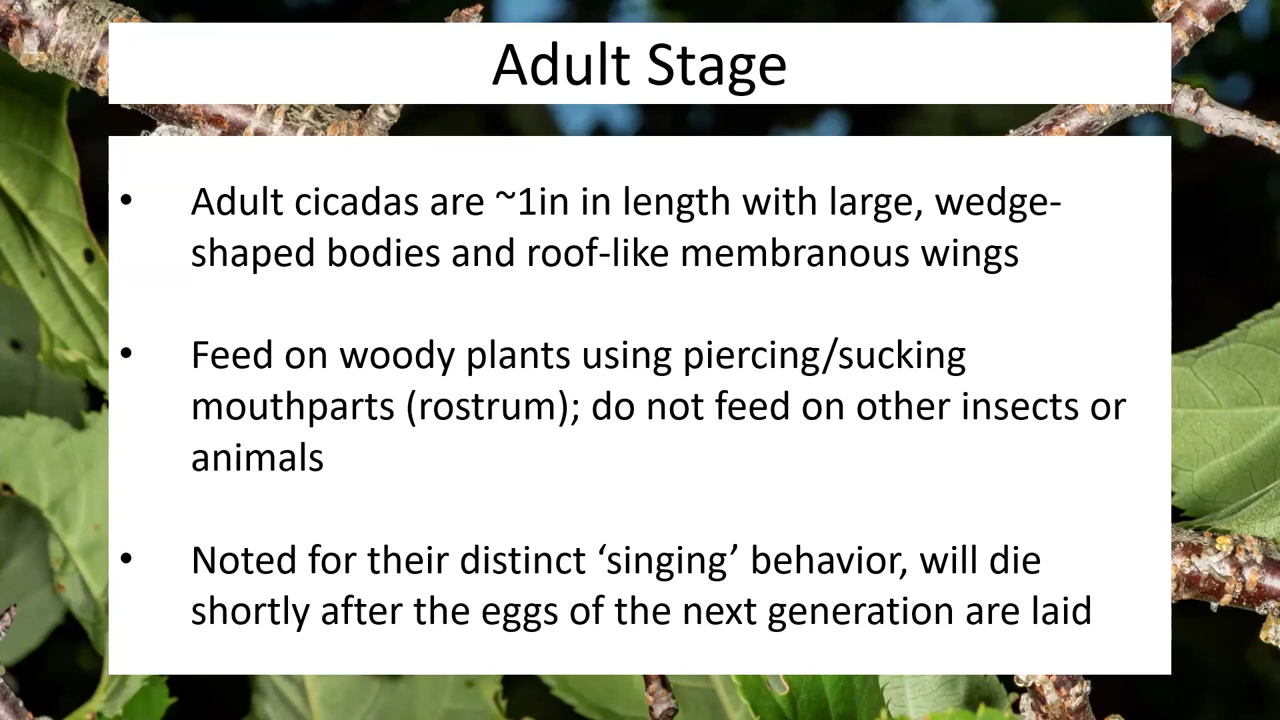 Adult Stage
• Adult cicadas are ~1in in length with large, wedge-
shaped bodies and roof-like membranous wings
• Feed on woody plants using piercing/sucking
mouthparts (rostrum); do not feed on other insects or
animals
• Noted for their distinct ‘singing’ behavior, will die
shortly after the eggs of the next generation are laid